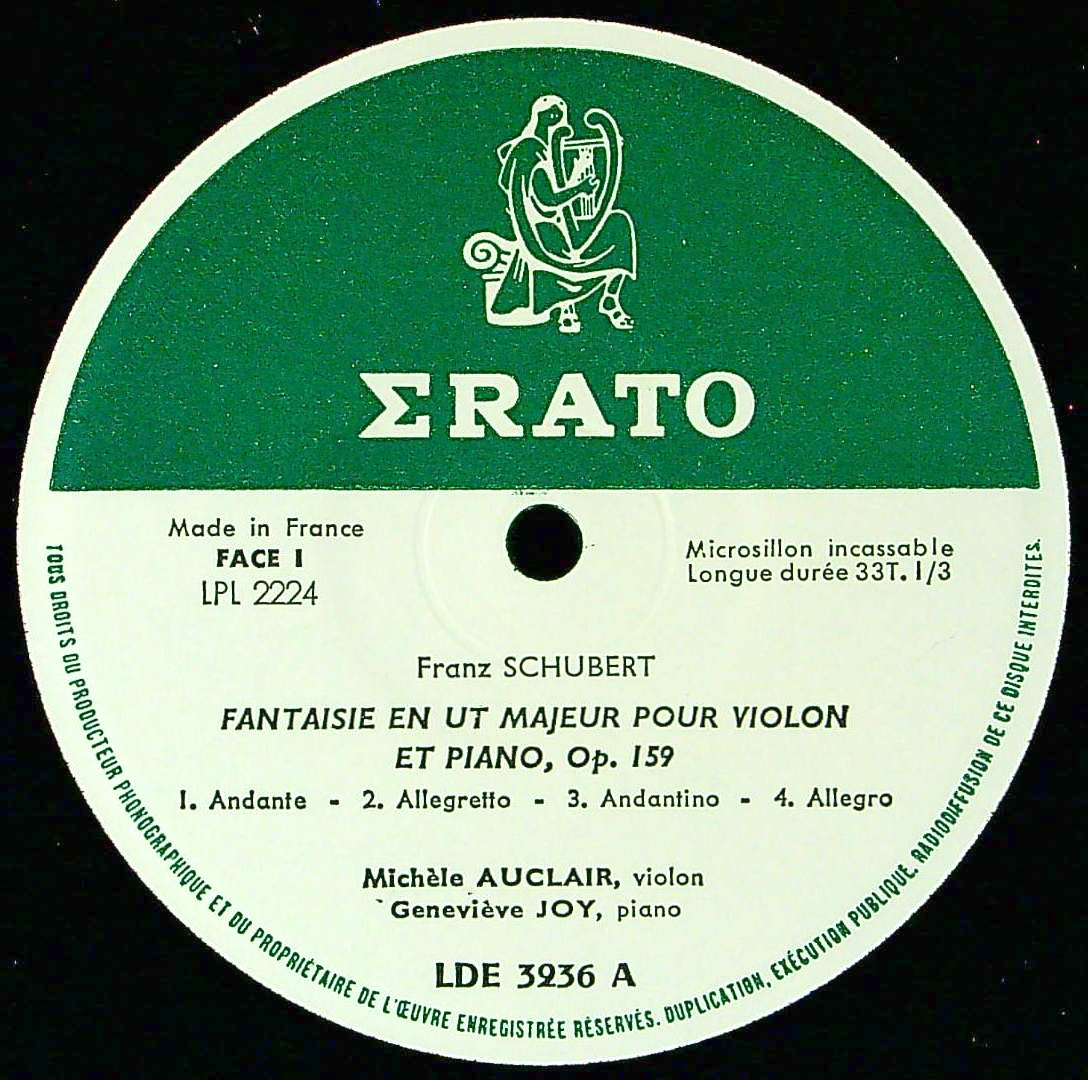 ΣRATO
Made in France
FACE I
LPL 2224
Microsillon incassable
Longue durée 33T. 1/3
Franz SCHUBERT
FANTAISIE EN UT MAJEUR POUR VIOLON
ET PIANO, Op. 159
1. Andante - 2. Allegretto - 3. Andantino - 4. Allegro
Michèle AUCLAIR, violon
Geneviève JOY, piano
LDE 3236 A
TOUS DROITS DU PRODUCTEUR PHONOGRAPHIQUE ET DU PROPRIÉTAIRE DE L'ŒUVRE ENREGISTRÉE RÉSERVÉS. DUPLICATION, EXÉCUTION PUBLIQUE, RADIODIFFUSION DE CE DISQUE INTERDITES.